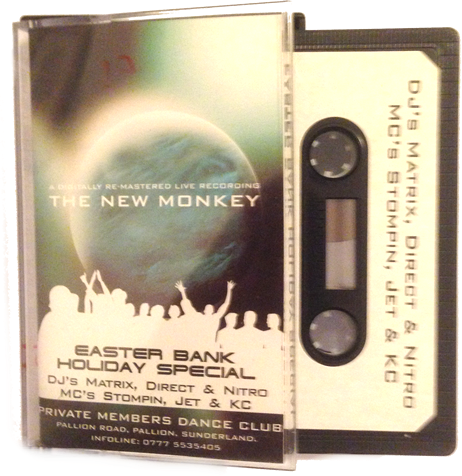 A DIGITALLY RE-MASTERED LIVE RECORDING
THE NEW MONKEY
EASTER BANK
HOLIDAY SPECIAL
DJ'S MATRIX, DIRECT & NITRO
MC'S STOMPIN, JET & KC
PRIVATE MEMBERS DANCE CLUB
PALLION ROAD, PALLION, SUNDERLAND.
INFOLINE: 0777 5535405
DJ'S MATRIX, DIRECT & NITRO
MC'S STOMPIN, JET & KC